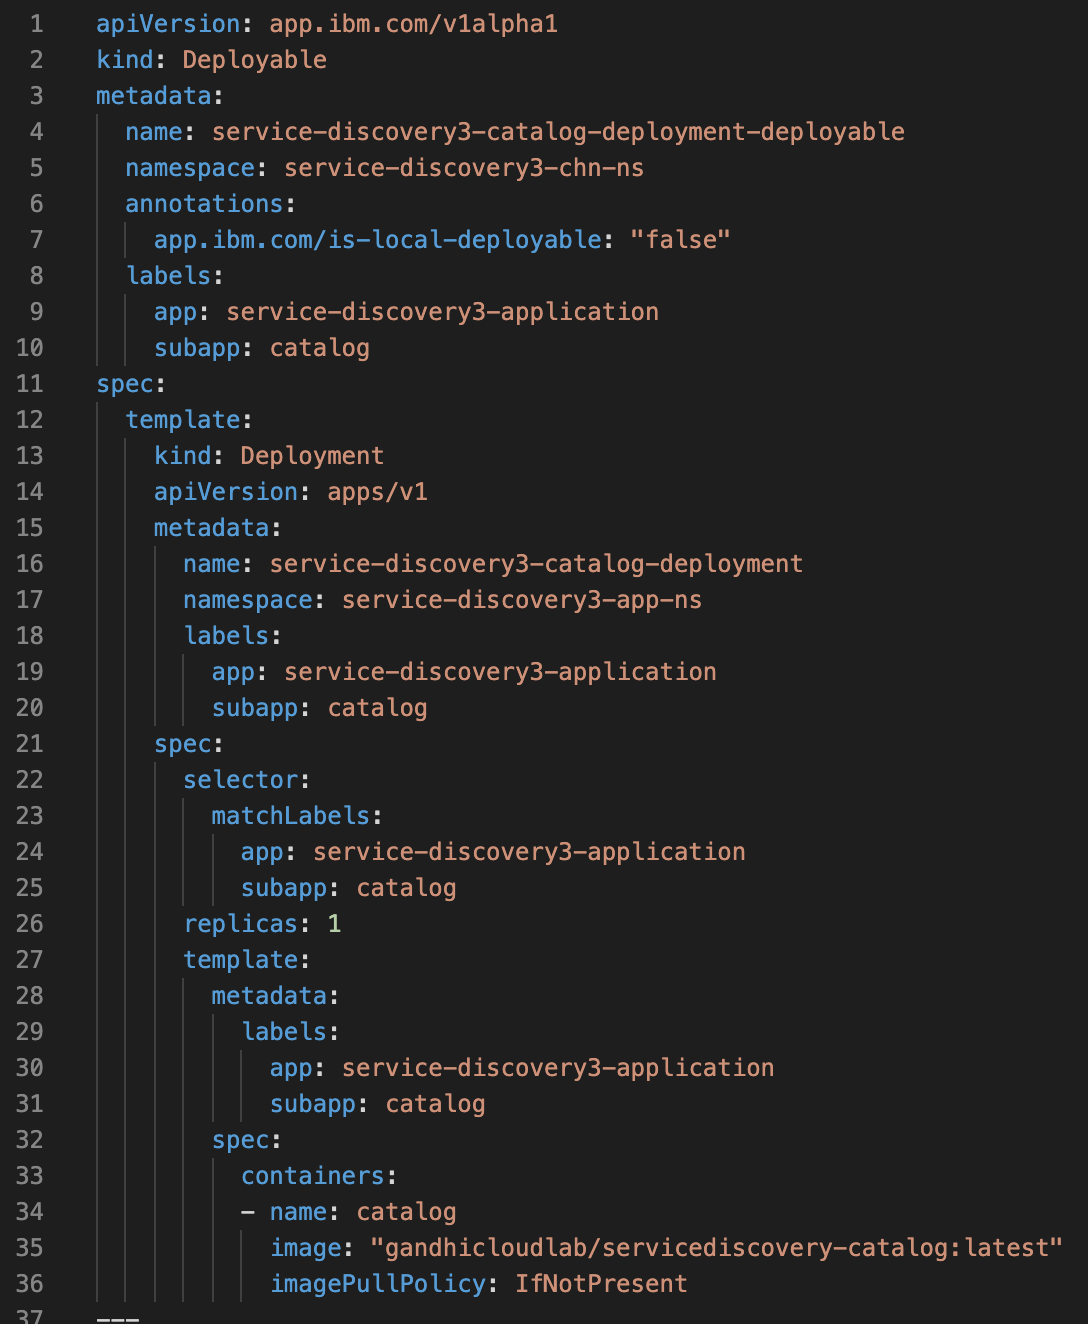 1 apiVersion: app.ibm.com/v1alpha1
2 kind: Deployable
3 metadata:
4   name: service-discovery3-catalog-deployment-deployable
5   namespace: service-discovery3-chn-ns
6   annotations:
7     app.ibm.com/is-local-deployable: "false"
8   labels:
9     app: service-discovery3-application
10     subapp: catalog
11 spec:
12   template:
13     kind: Deployment
14     apiVersion: apps/v1
15     metadata:
16       name: service-discovery3-catalog-deployment
17       namespace: service-discovery3-app-ns
18       labels:
19         app: service-discovery3-application
20         subapp: catalog
21     spec:
22       selector:
23         matchLabels:
24           app: service-discovery3-application
25           subapp: catalog
26       replicas: 1
27       template:
28         metadata:
29           labels:
30             app: service-discovery3-application
31             subapp: catalog
32         spec:
33           containers:
34           - name: catalog
35             image: "gandhicloudlab/servicediscovery-catalog:latest"
36             imagePullPolicy: IfNotPresent
37 ---